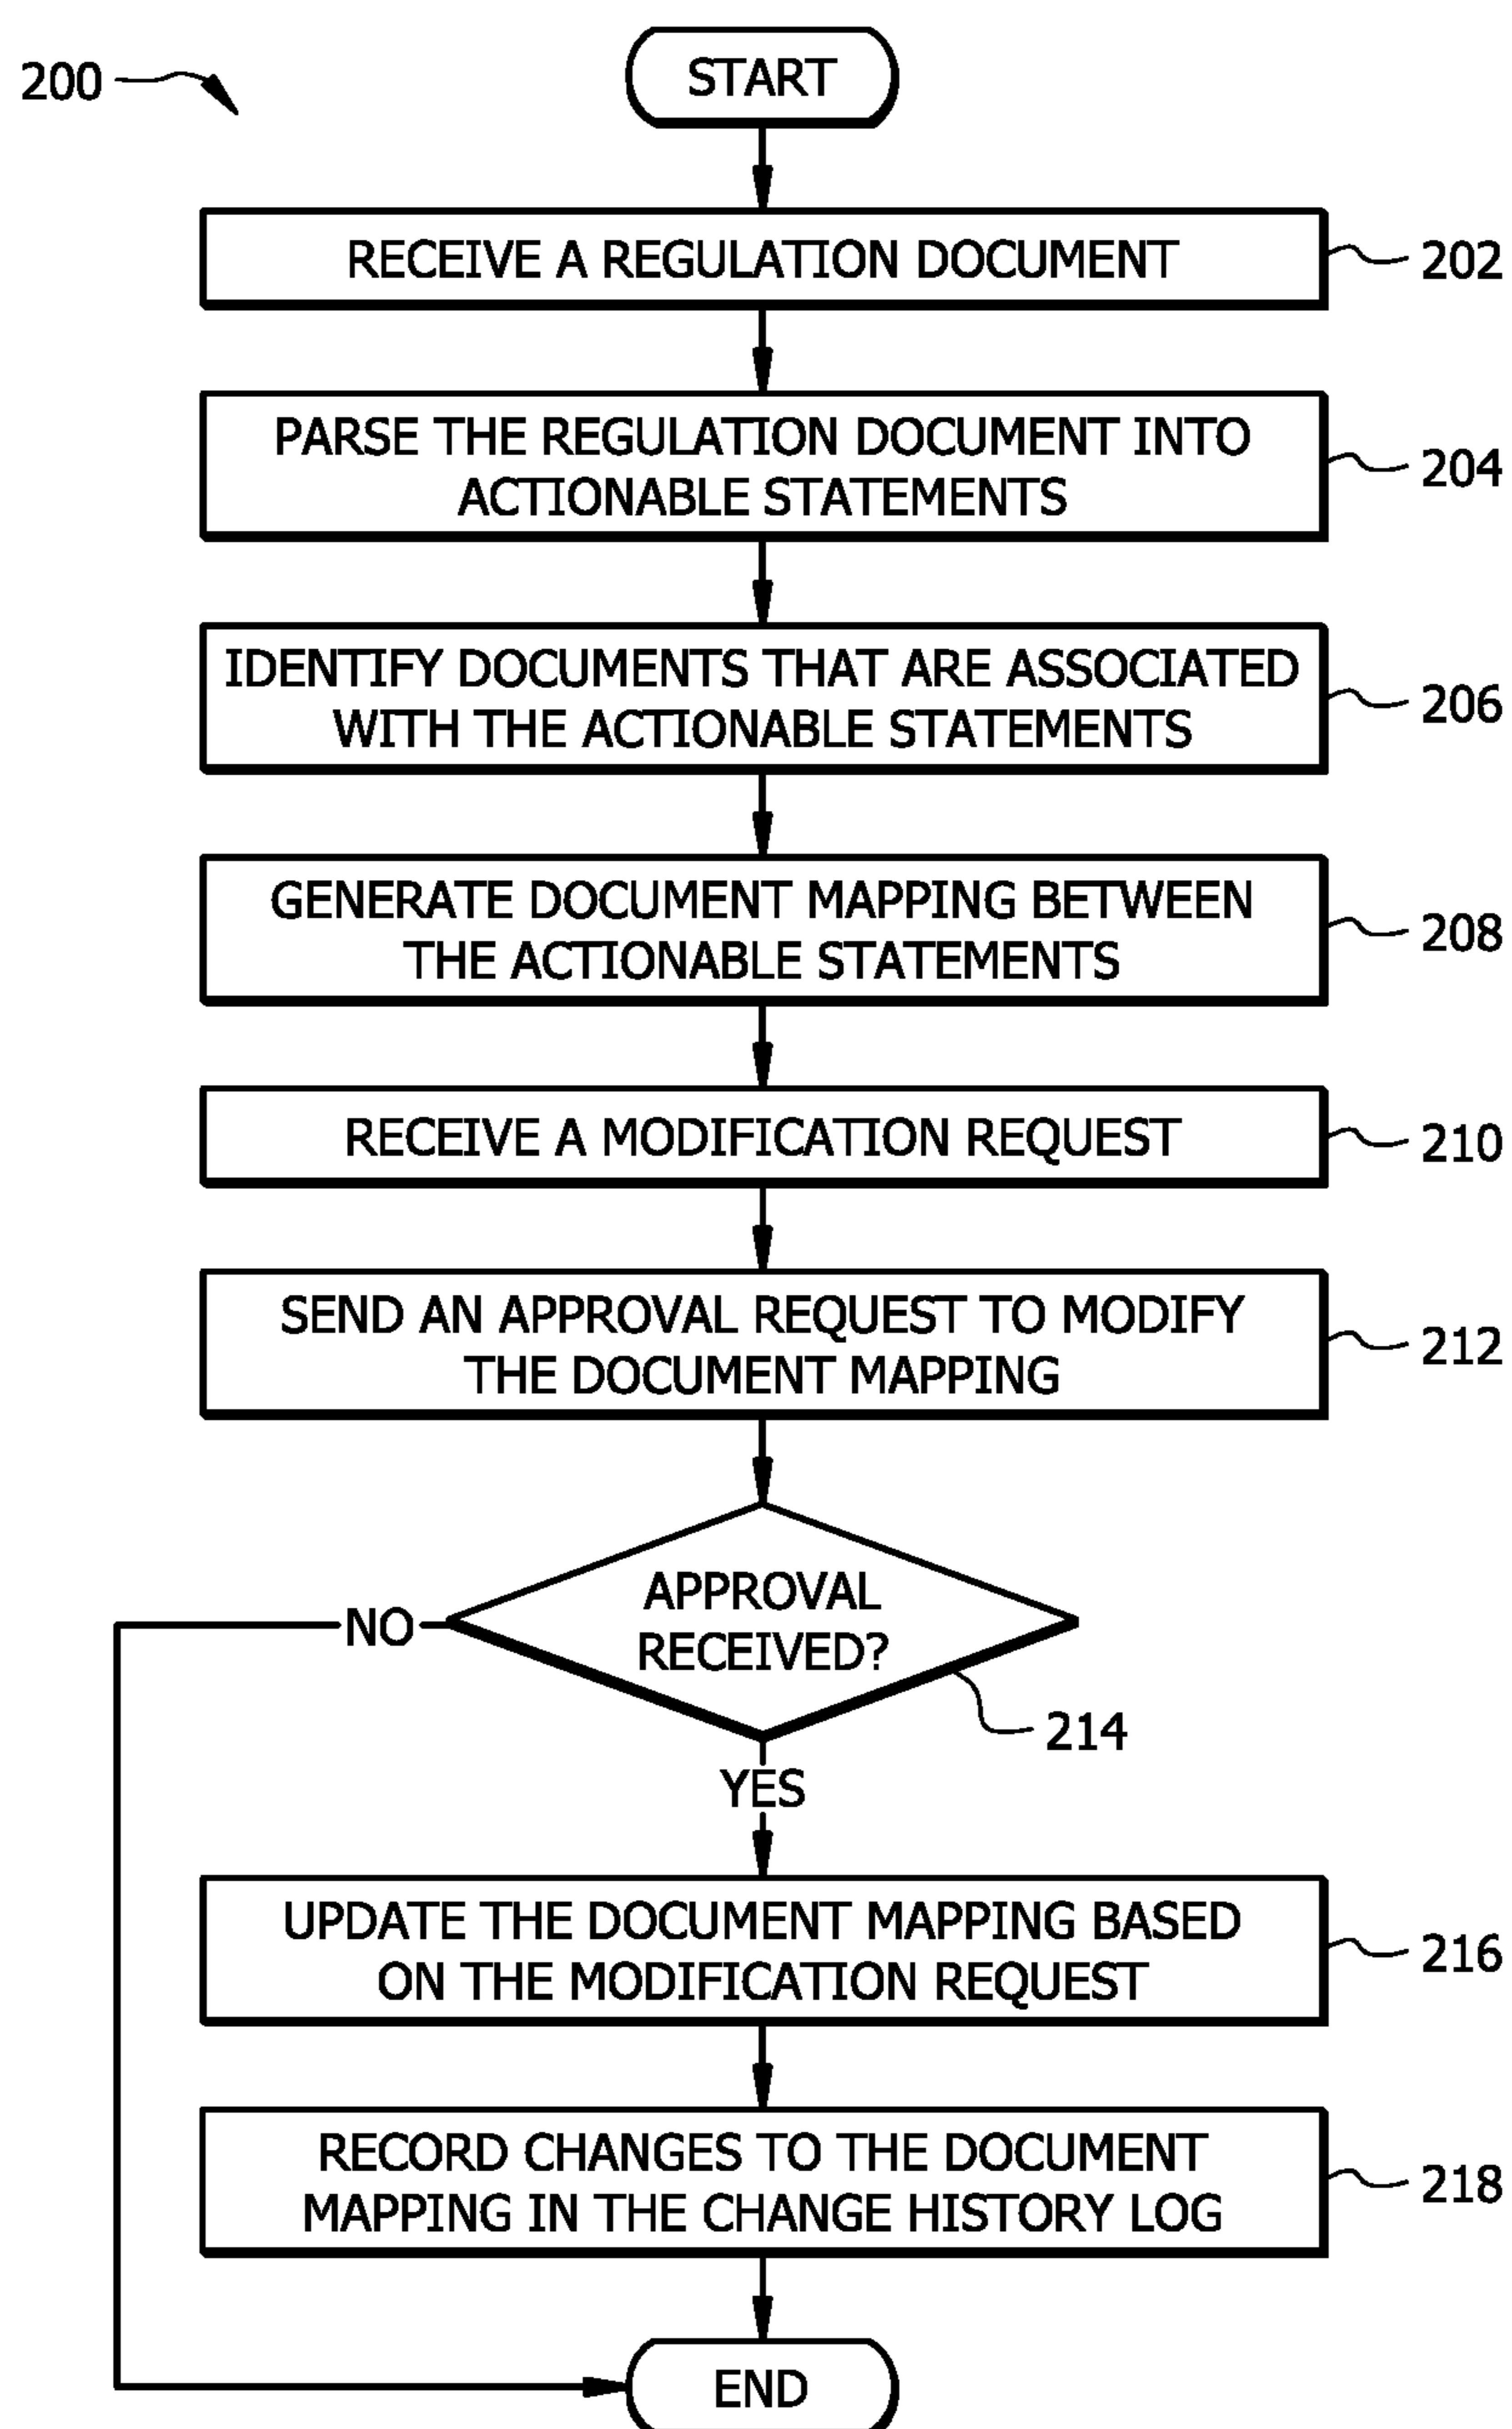 200
START
RECEIVE A REGULATION DOCUMENT
202
PARSE THE REGULATION DOCUMENT INTO
ACTIONABLE STATEMENTS
204
IDENTIFY DOCUMENTS THAT ARE ASSOCIATED
WITH THE ACTIONABLE STATEMENTS
206
GENERATE DOCUMENT MAPPING BETWEEN
THE ACTIONABLE STATEMENTS
208
RECEIVE A MODIFICATION REQUEST
210
SEND AN APPROVAL REQUEST TO MODIFY
THE DOCUMENT MAPPING
212
APPROVAL
RECEIVED?
NO
214
YES
UPDATE THE DOCUMENT MAPPING BASED
ON THE MODIFICATION REQUEST
216
RECORD CHANGES TO THE DOCUMENT
MAPPING IN THE CHANGE HISTORY LOG
218
END